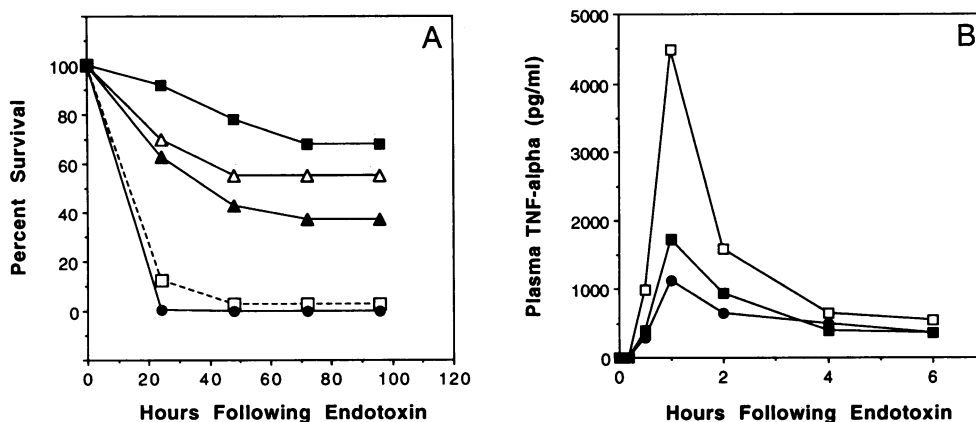 A
Percent Survival
100
80
60
40
20
0
0 20 40 60 80 100 120
Hours Following Endotoxin
B
Plasma TNF-alpha (pg/ml)
5000
4000
3000
2000
1000
0
0 2 4 6
Hours Following Endotoxin